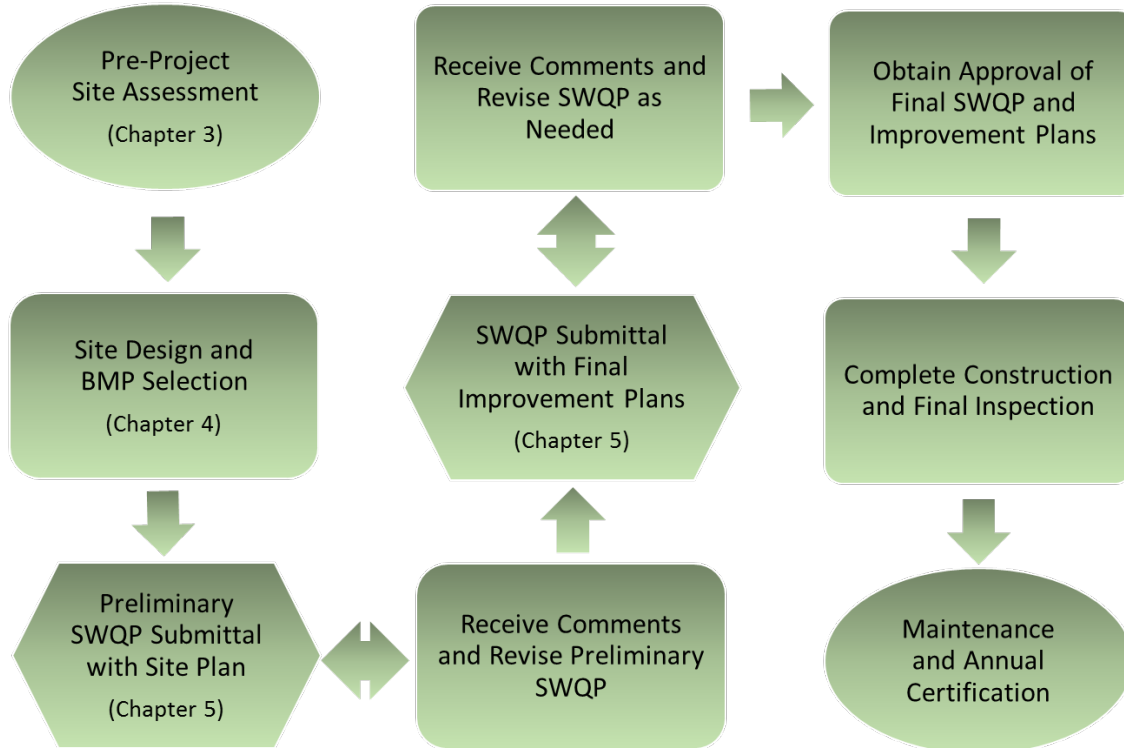 Pre-Project
Site Assessment
(Chapter 3)
Site Design and
BMP Selection
(Chapter 4)
Preliminary
SWQP Submittal
with Site Plan
(Chapter 5)
Receive Comments
and Revise Preliminary
SWQP
SWQP Submittal
with Final
Improvement Plans
(Chapter 5)
Receive Comments and
Revise SWQP as
Needed
Obtain Approval of
Final SWQP and
Improvement Plans
Complete Construction
and Final Inspection
Maintenance
and Annual
Certification